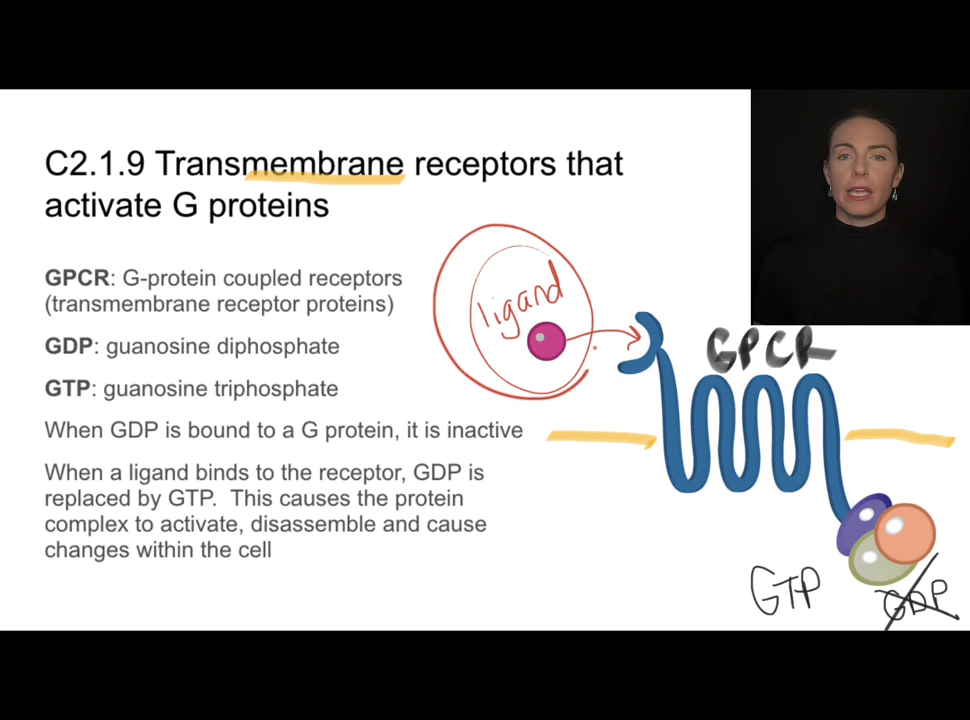 C2.1.9 Transmembrane receptors that
activate G proteins
GPCR: G-protein coupled receptors
(transmembrane receptor proteins)
GDP: guanosine diphosphate
GTP: guanosine triphosphate
When GDP is bound to a G protein, it is inactive
When a ligand binds to the receptor, GDP is
replaced by GTP. This causes the protein
complex to activate, disassemble and cause
changes within the cell
ligand
GPCR
GTP
GDP